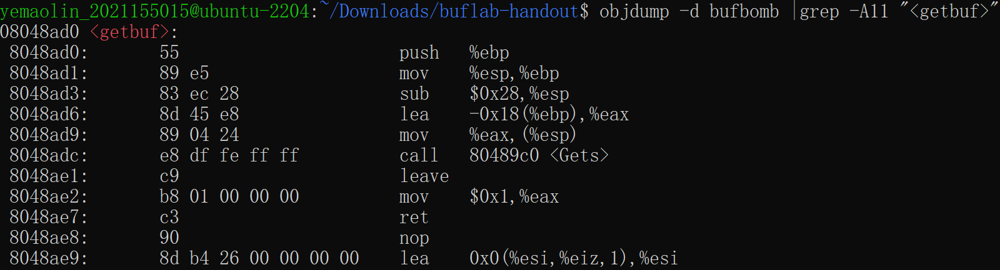 yemaolin_2021155015@ubuntu-2204:~/Downloads/buflab-handout$ objdump -d bufbomb |grep -A11 "<getbuf>"
08048ad0 <getbuf>:
 8048ad0:	55	push   %ebp
 8048ad1:	89 e5	mov    %esp,%ebp
 8048ad3:	83 ec 28	sub    $0x28,%esp
 8048ad6:	8d 45 e8	lea    -0x18(%ebp),%eax
 8048ad9:	89 04 24	mov    %eax,(%esp)
 8048adc:	e8 df fe ff ff	call   80489c0 <Gets>
 8048ae1:	c9	leave
 8048ae2:	b8 01 00 00 00	mov    $0x1,%eax
 8048ae7:	c3	ret
 8048ae8:	90	nop
 8048ae9:	8d b4 26 00 00 00 00	lea    0x0(%esi,%eiz,1),%esi